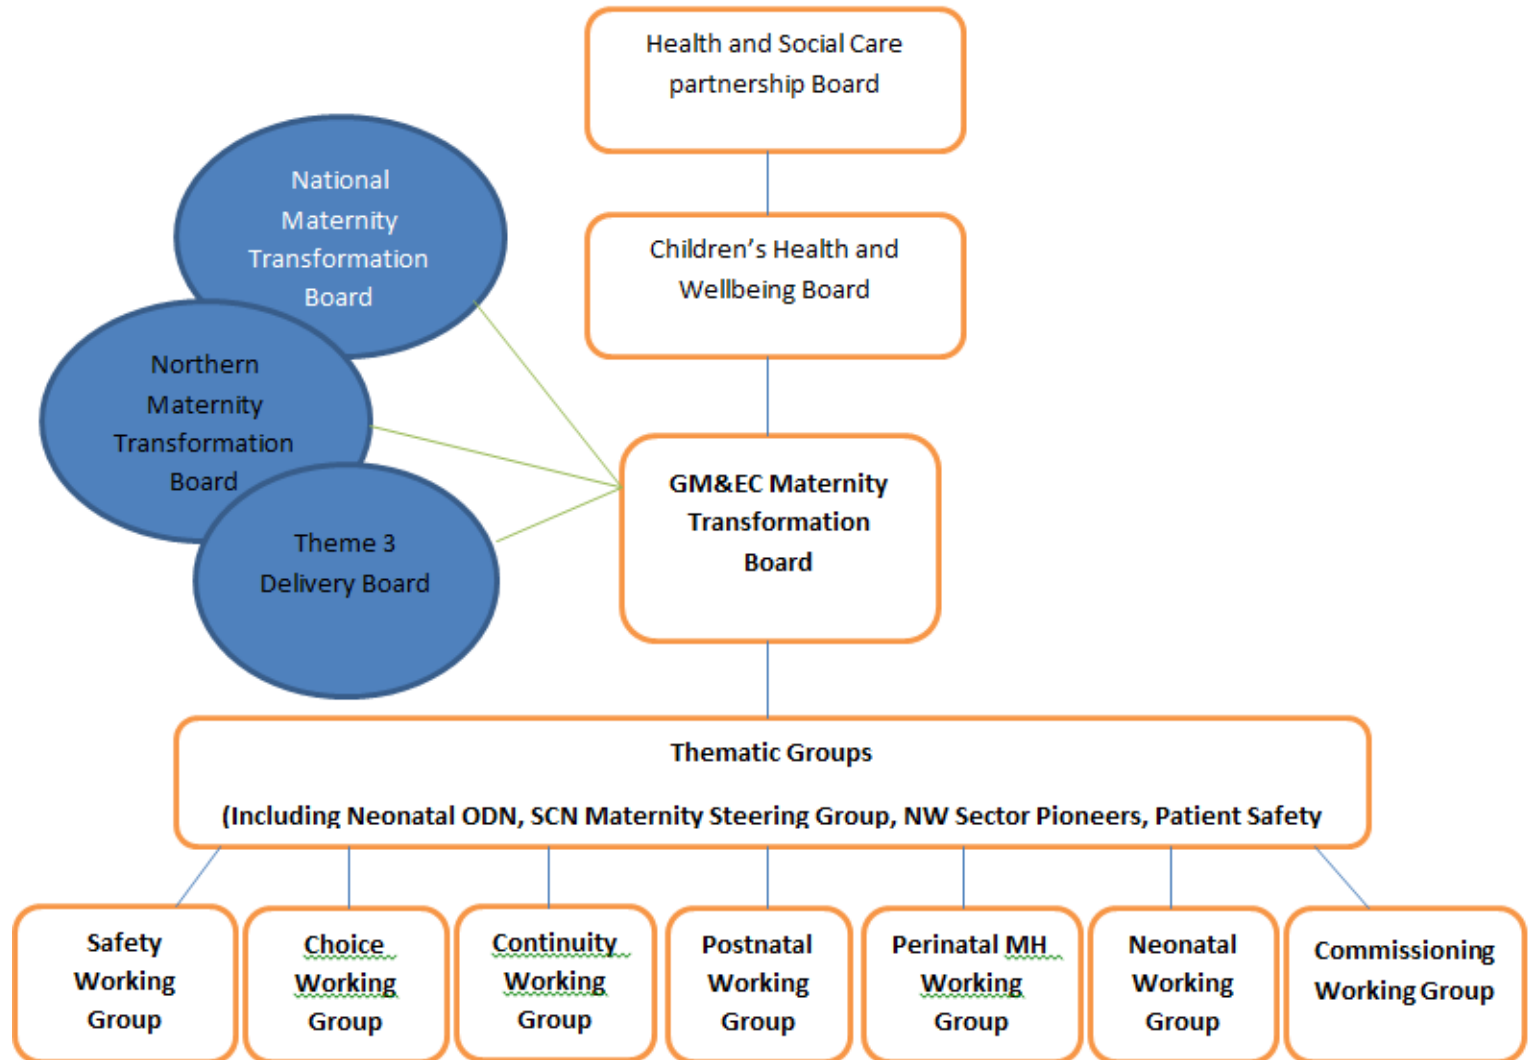 Health and Social Care
partnership Board
National
Maternity
Transformation
Board
Children's Health and
Wellbeing Board
Northern
Maternity
Transformation
Board
GM&EC Maternity
Transformation
Board
Theme 3
Delivery Board
Thematic Groups
(Including Neonatal ODN, SCN Maternity Steering Group, NW Sector Pioneers, Patient Safety
Safety
Working
Group
Choice
Working
Group
Continuity
Working
Group
Postnatal
Working
Group
Perinatal MH
Working
Group
Neonatal
Working
Group
Commissioning
Working Group